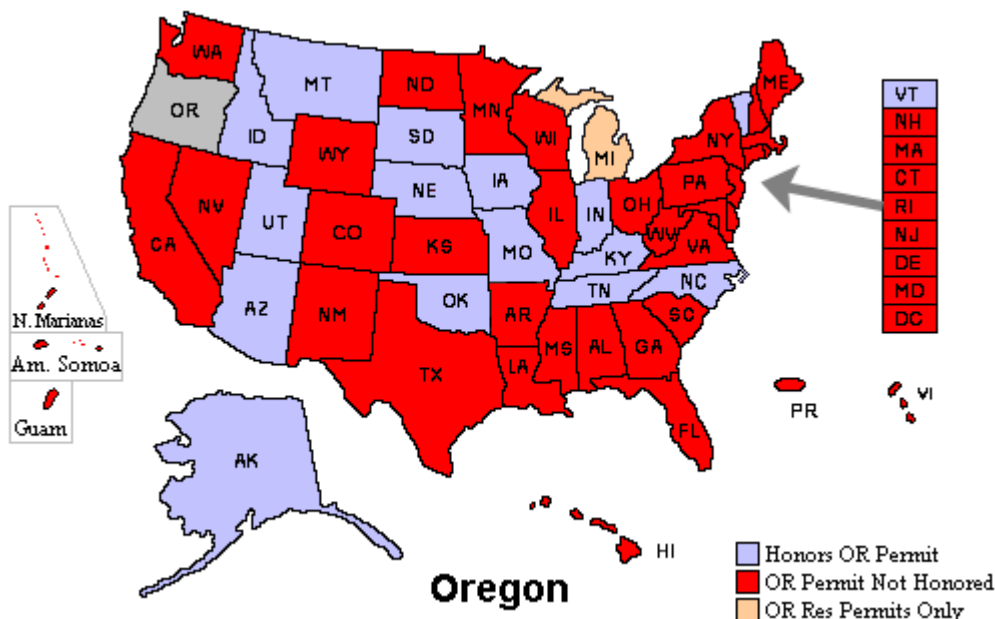 WA
MT
ND
MN
ME
OR
ID
SD
WI
MI
NY
VT
NH
MA
CT
RI
NJ
DE
MD
DC
WY
NE
IA
PA
NV
UT
CO
KS
MO
IL
IN
OH
WV
VA
KY
CA
AZ
NM
OK
AR
TN
NC
SC
TX
LA
MS
AL
GA
FL
N. Marianas
Am. Somoa
Guam
AK
HI
PR
VI
Oregon
Honors OR Permit
OR Permit Not Honored
OR Res Permits Only